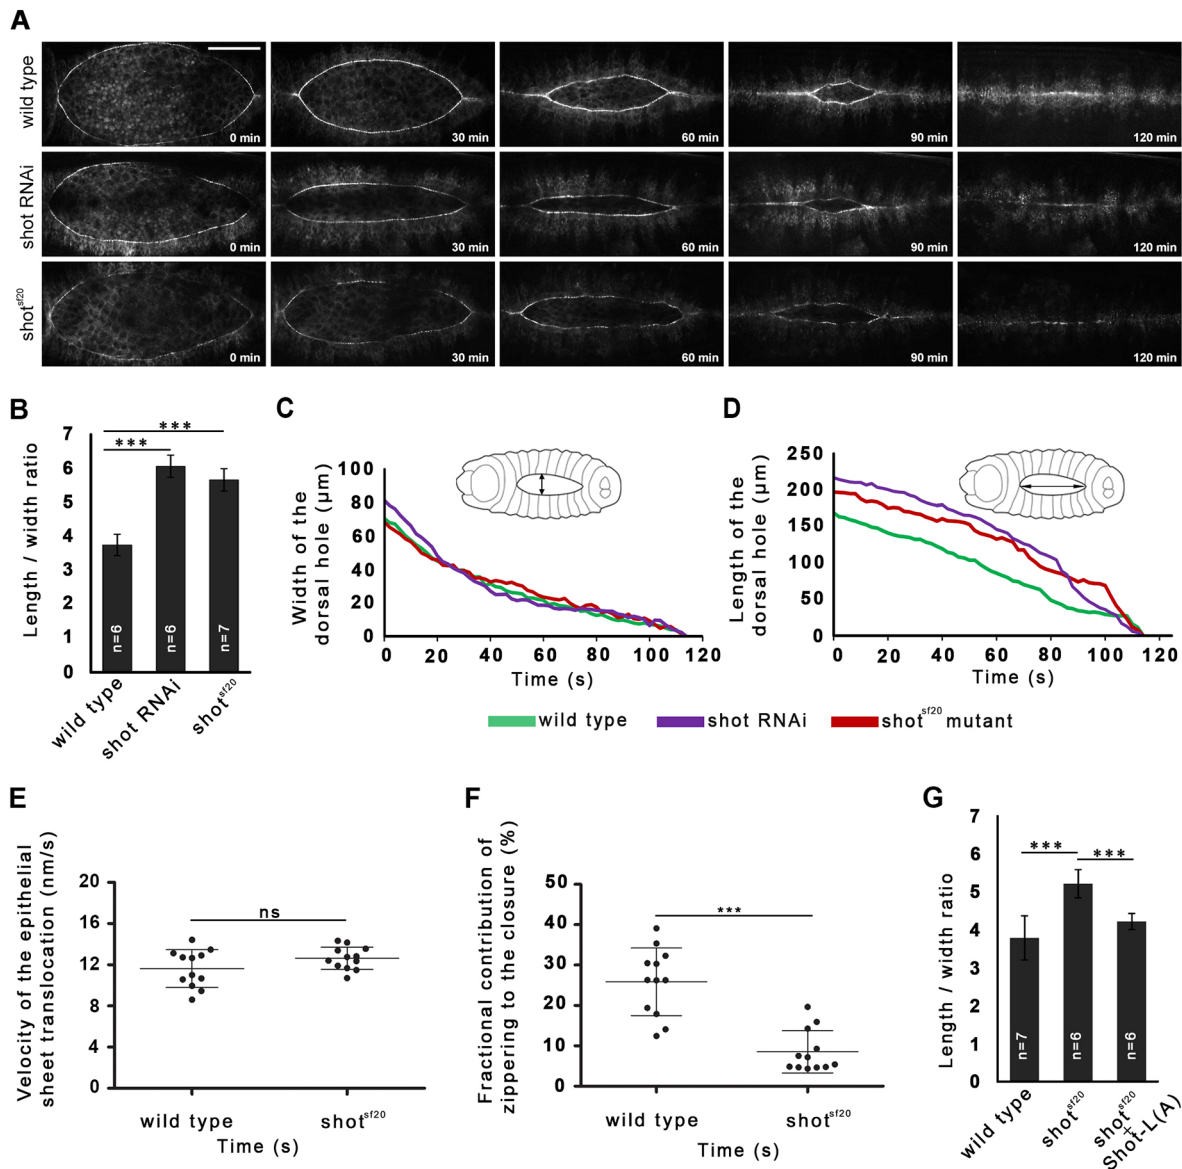 A
wild type
0 min
30 min
60 min
90 min
120 min
shot RNAi
0 min
30 min
60 min
90 min
120 min
shot^sf20
0 min
30 min
60 min
90 min
120 min
B
Length / width ratio
7
6
5
4
3
2
1
0
***
***
n=6
n=6
n=7
wild type
shot RNAi
shot^sf20
C
Width of the
dorsal hole (µm)
100
80
60
40
20
0
0 20 40 60 80 100 120
Time (s)
D
Length of the
dorsal hole (µm)
250
200
150
100
50
0
0 20 40 60 80 100 120
Time (s)
wild type
shot RNAi
shot^sf20 mutant
E
Velocity of the epithelial
sheet translocation (nm/s)
20
16
12
8
4
0
ns
wild type
shot^sf20
Time (s)
F
Fractional contribution of
zippering to the closure (%)
50
40
30
20
10
0
***
wild type
shot^sf20
Time (s)
G
Length / width ratio
7
6
5
4
3
2
1
0
***
***
n=7
n=6
n=6
wild type
shot^sf20
shot^sf20
+
Shot-L(A)